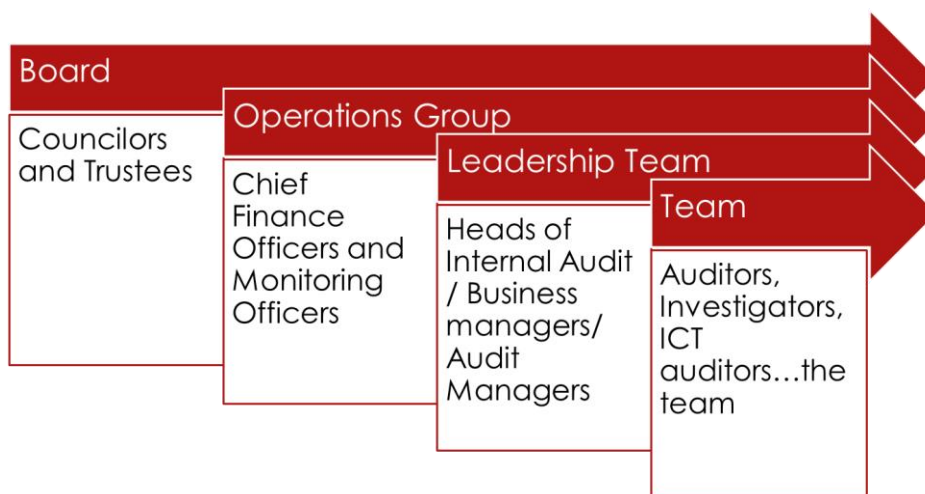 Board
Councilors
and Trustees
Operations Group
Chief
Finance
Officers and
Monitoring
Officers
Leadership Team
Heads of
Internal Audit
/ Business
managers/
Audit
Managers
Team
Auditors,
Investigators,
ICT
auditors...the
team